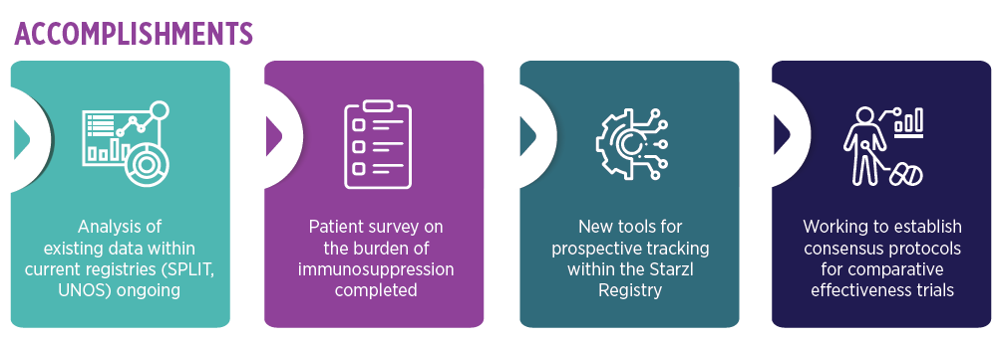 ACCOMPLISHMENTS
Analysis of
existing data within
current registries (SPLIT,
UNOS) ongoing
Patient survey on
the burden of
immunosuppression
completed
New tools for
prospective tracking
within the Starzl
Registry
Working to establish
consensus protocols
for comparative
effectiveness trials